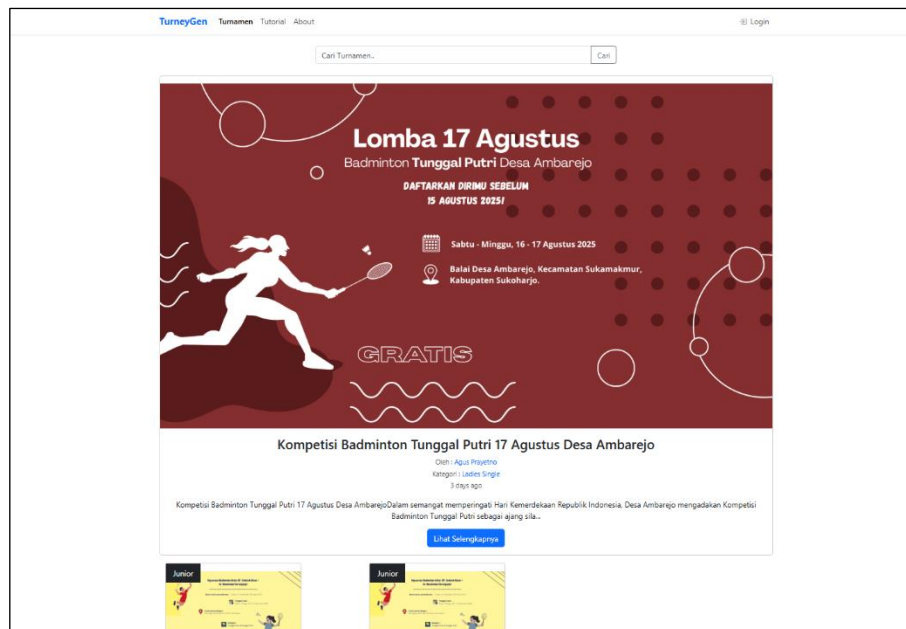 TurneyGen Turnamen Tutorial About Login
Cari Turnamen.. Cari
Lomba 17 Agustus
Badminton Tunggal Putri Desa Ambarejo
DAFTARKAN DIRIMU SEBELUM
15 AGUSTUS 2025!
Sabtu - Minggu, 16 - 17 Agustus 2025
Balai Desa Ambarejo, Kecamatan Sukamakmur,
Kabupaten Sukoharjo.
GRATIS
Kompetisi Badminton Tunggal Putri 17 Agustus Desa Ambarejo
Oleh : Agus Prayetno
Kategori : Ladies Single
3 days ago
Kompetisi Badminton Tunggal Putri 17 Agustus Desa AmbarejoDalam semangat memperingati Hari Kemerdekaan Republik Indonesia, Desa Ambarejo mengadakan Kompetisi
Badminton Tunggal Putri sebagai ajang sila...
Lihat Selengkapnya
Junior
Junior